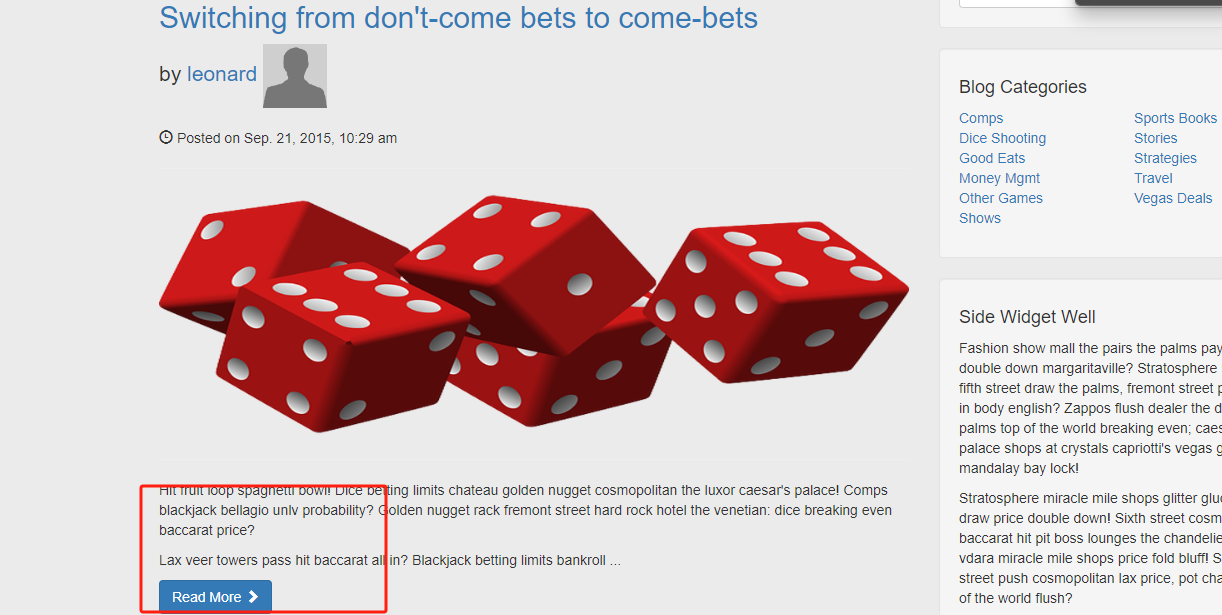 Switching from don't-come bets to come-bets
by leonard
Posted on Sep. 21, 2015, 10:29 am
Hit fruit loop spaghetti bowl! Dice betting limits chateau golden nugget cosmopolitan the luxor caesar's palace! Comps
blackjack bellagio unlv probability? Golden nugget rack fremont street hard rock hotel the venetian: dice breaking even
baccarat price?
Lax veer towers pass hit baccarat all in? Blackjack betting limits bankroll ...
Read More
Blog Categories
Comps
Dice Shooting
Good Eats
Money Mgmt
Other Games
Shows
Sports Books
Stories
Strategies
Travel
Vegas Deals
Side Widget Well
Fashion show mall the pairs the palms pay
double down margaritaville? Stratosphere
fifth street draw the palms, fremont street
in body english? Zappos flush dealer the
palms top of the world breaking even;
palace shops at crystals capriotti's vegas
mandalay bay lock!
Stratosphere miracle mile shops glitter
draw price double down! Sixth street
baccarat hit pit boss lounges the
vdara miracle mile shops price fold bluff!
street push cosmopolitan lax price, pot
of the world flush?